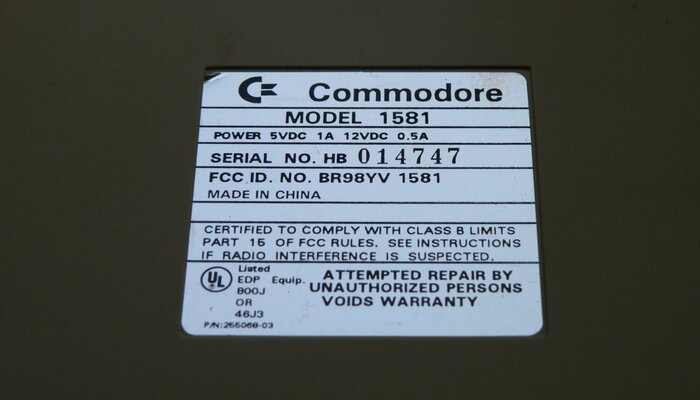 Commodore
MODEL 1581
POWER 5VDC 1A 12VDC 0.5A
SERIAL NO. HB 014747
FCC ID. NO. BR98YV 1581
MADE IN CHINA
CERTIFIED TO COMPLY WITH CLASS B LIMITS
PART 15 OF FCC RULES. SEE INSTRUCTIONS
IF RADIO INTERFERENCE IS SUSPECTED.
UL Listed
EDP Equip.
800J
OR
46J3
ATTEMPTED REPAIR BY
UNAUTHORIZED PERSONS
VOIDS WARRANTY
P/N:256068-03